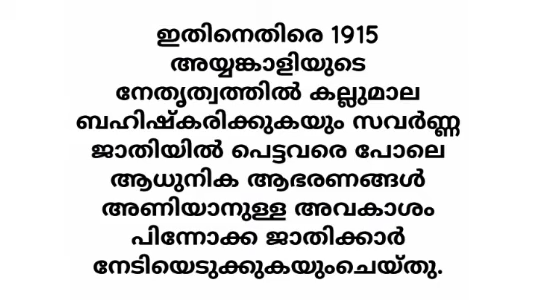 ഇതിനെതിരെ 1915
അയ്യങ്കാളിയുടെ
നേതൃത്വത്തിൽ കല്ലുമാല
ബഹിഷ്കരിക്കുകയും സവർണ്ണ
ജാതിയിൽ പെട്ടവരെ പോലെ
ആധുനിക ആഭരണങ്ങൾ
അണിയാനുള്ള അവകാശം
പിന്നോക്ക ജാതിക്കാർ
നേടിയെടുക്കുകയുംചെയ്തു.